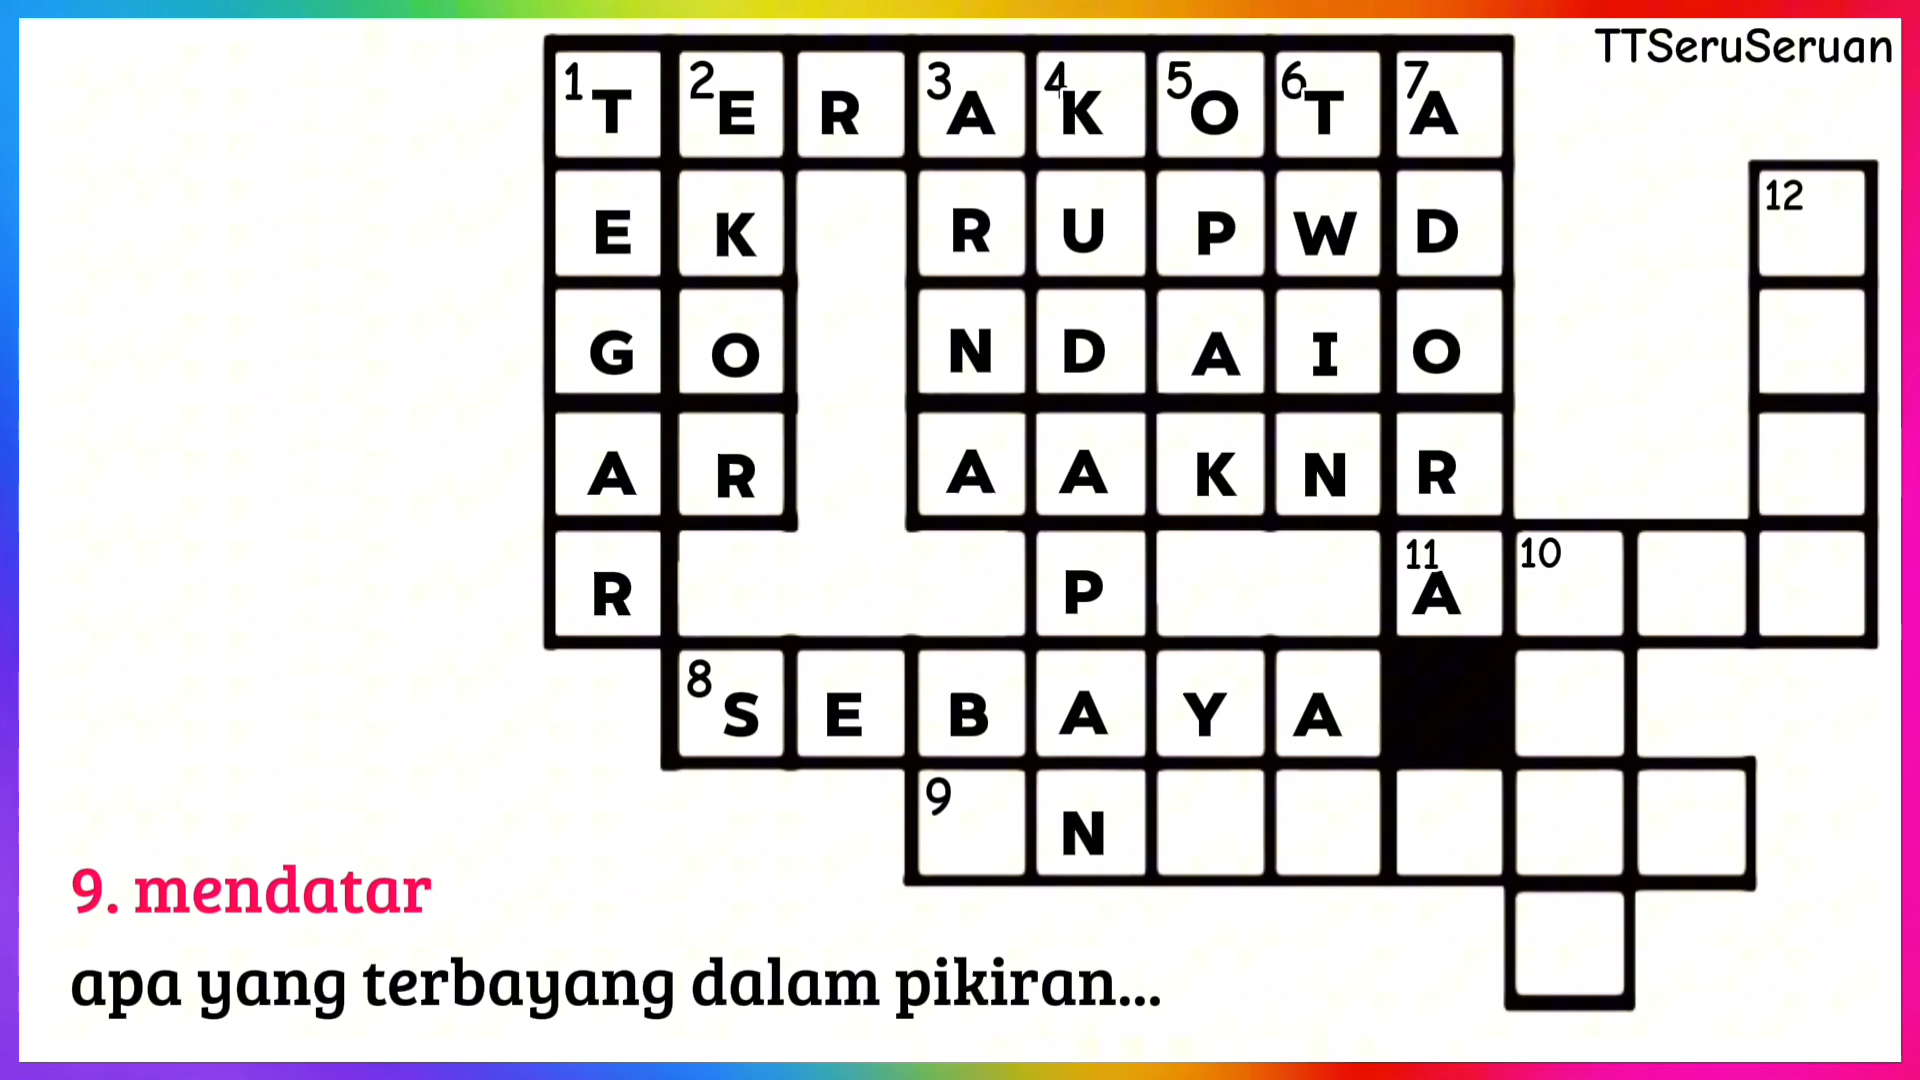 TTSeruSeruan
1 T 2 E R 3 A 4 K 5 O 6 T 7 A
E K R U P W D 12
G O N D A I O
A R A A K N R
R P 11 A 10
8 S E B A Y A
9 N
9. mendatar
apa yang terbayang dalam pikiran...